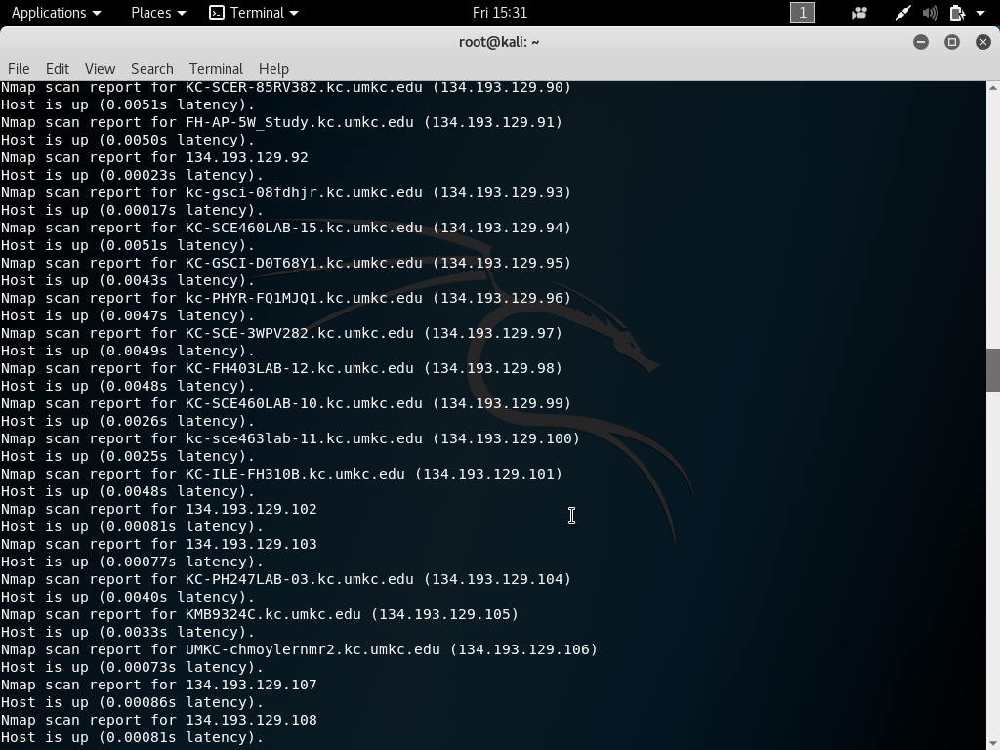 Applications Places Terminal Fri 15:31 1
root@kali: ~
File Edit View Search Terminal Help
Nmap scan report for KC-SCER-85RV382.kc.umkc.edu (134.193.129.90)
Host is up (0.0051s latency).
Nmap scan report for FH-AP-5W_Study.kc.umkc.edu (134.193.129.91)
Host is up (0.0050s latency).
Nmap scan report for 134.193.129.92
Host is up (0.00023s latency).
Nmap scan report for kc-gsci-08fdhjr.kc.umkc.edu (134.193.129.93)
Host is up (0.00017s latency).
Nmap scan report for KC-SCE460LAB-15.kc.umkc.edu (134.193.129.94)
Host is up (0.0051s latency).
Nmap scan report for KC-GSCI-D0T68Y1.kc.umkc.edu (134.193.129.95)
Host is up (0.0043s latency).
Nmap scan report for kc-PHYR-FQ1MJQ1.kc.umkc.edu (134.193.129.96)
Host is up (0.0047s latency).
Nmap scan report for KC-SCE-3WPV282.kc.umkc.edu (134.193.129.97)
Host is up (0.0049s latency).
Nmap scan report for KC-FH403LAB-12.kc.umkc.edu (134.193.129.98)
Host is up (0.0048s latency).
Nmap scan report for KC-SCE460LAB-10.kc.umkc.edu (134.193.129.99)
Host is up (0.0026s latency).
Nmap scan report for kc-sce463lab-11.kc.umkc.edu (134.193.129.100)
Host is up (0.0025s latency).
Nmap scan report for KC-ILE-FH310B.kc.umkc.edu (134.193.129.101)
Host is up (0.0048s latency).
Nmap scan report for 134.193.129.102
Host is up (0.00081s latency).
Nmap scan report for 134.193.129.103
Host is up (0.00077s latency).
Nmap scan report for KC-PH247LAB-03.kc.umkc.edu (134.193.129.104)
Host is up (0.0040s latency).
Nmap scan report for KMB9324C.kc.umkc.edu (134.193.129.105)
Host is up (0.0033s latency).
Nmap scan report for UMKC-chmoylernmr2.kc.umkc.edu (134.193.129.106)
Host is up (0.00073s latency).
Nmap scan report for 134.193.129.107
Host is up (0.00086s latency).
Nmap scan report for 134.193.129.108
Host is up (0.00081s latency).